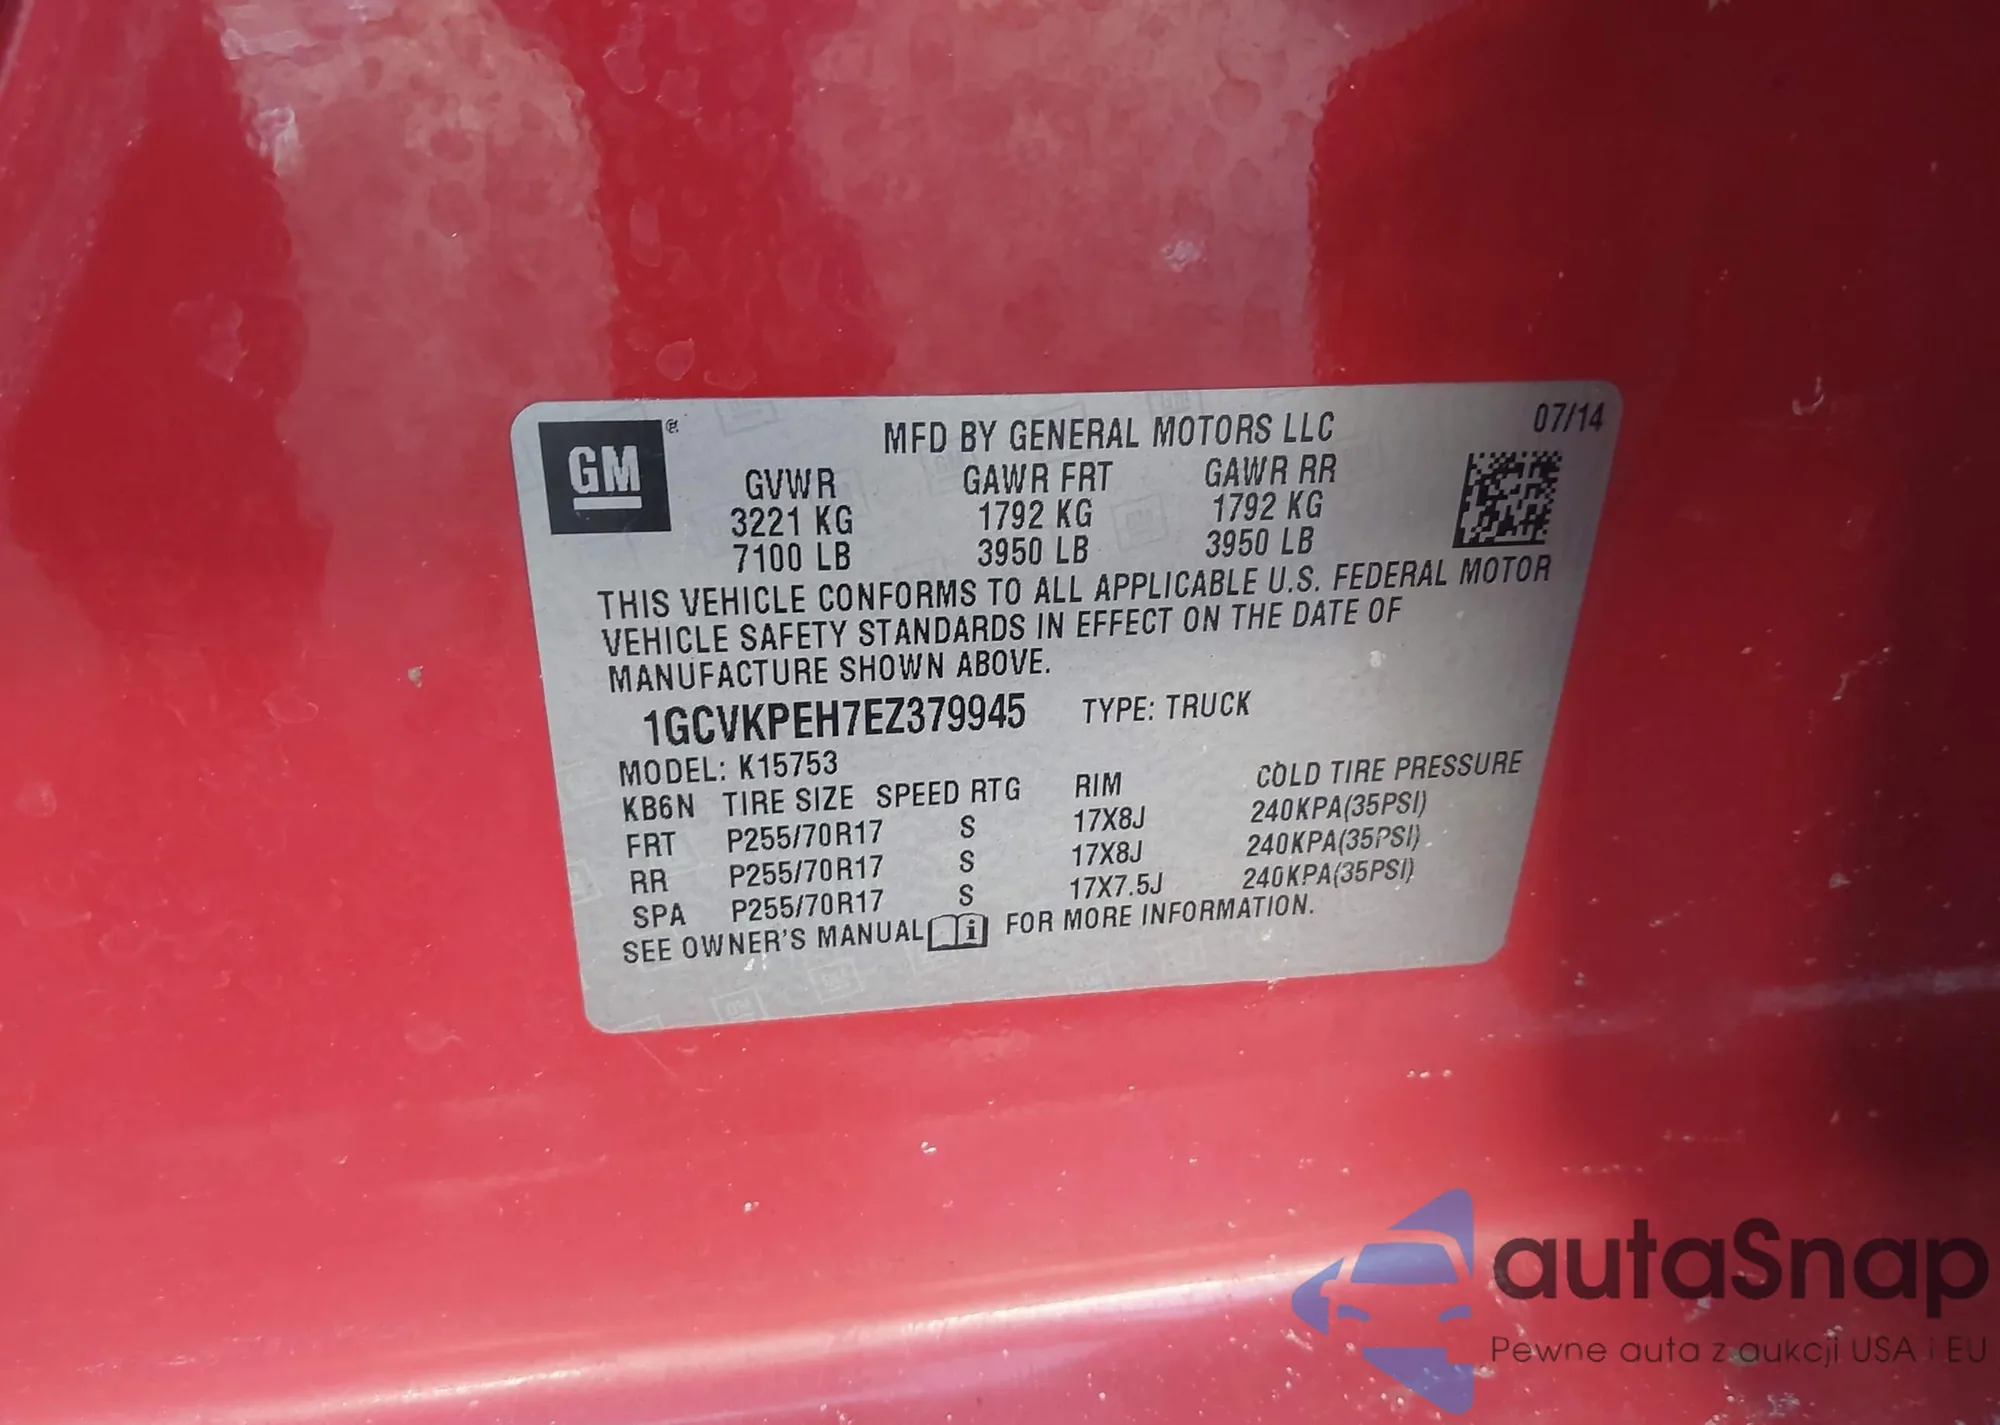 GM
MFD BY GENERAL MOTORS LLC 07/14
GVWR GAWR FRT GAWR RR
3221 KG 1792 KG 1792 KG
7100 LB 3950 LB 3950 LB
THIS VEHICLE CONFORMS TO ALL APPLICABLE U.S. FEDERAL MOTOR
VEHICLE SAFETY STANDARDS IN EFFECT ON THE DATE OF
MANUFACTURE SHOWN ABOVE.
1GCVKPEH7EZ379945 TYPE: TRUCK
MODEL: K15753
KB6N TIRE SIZE SPEED RTG RIM COLD TIRE PRESSURE
FRT P255/70R17 S 17X8J 240KPA(35PSI)
RR P255/70R17 S 17X8J 240KPA(35PSI)
SPA P255/70R17 S 17X7.5J 240KPA(35PSI)
SEE OWNER'S MANUAL i FOR MORE INFORMATION.
autaSnap
Pewne auta z aukcji USA i EU